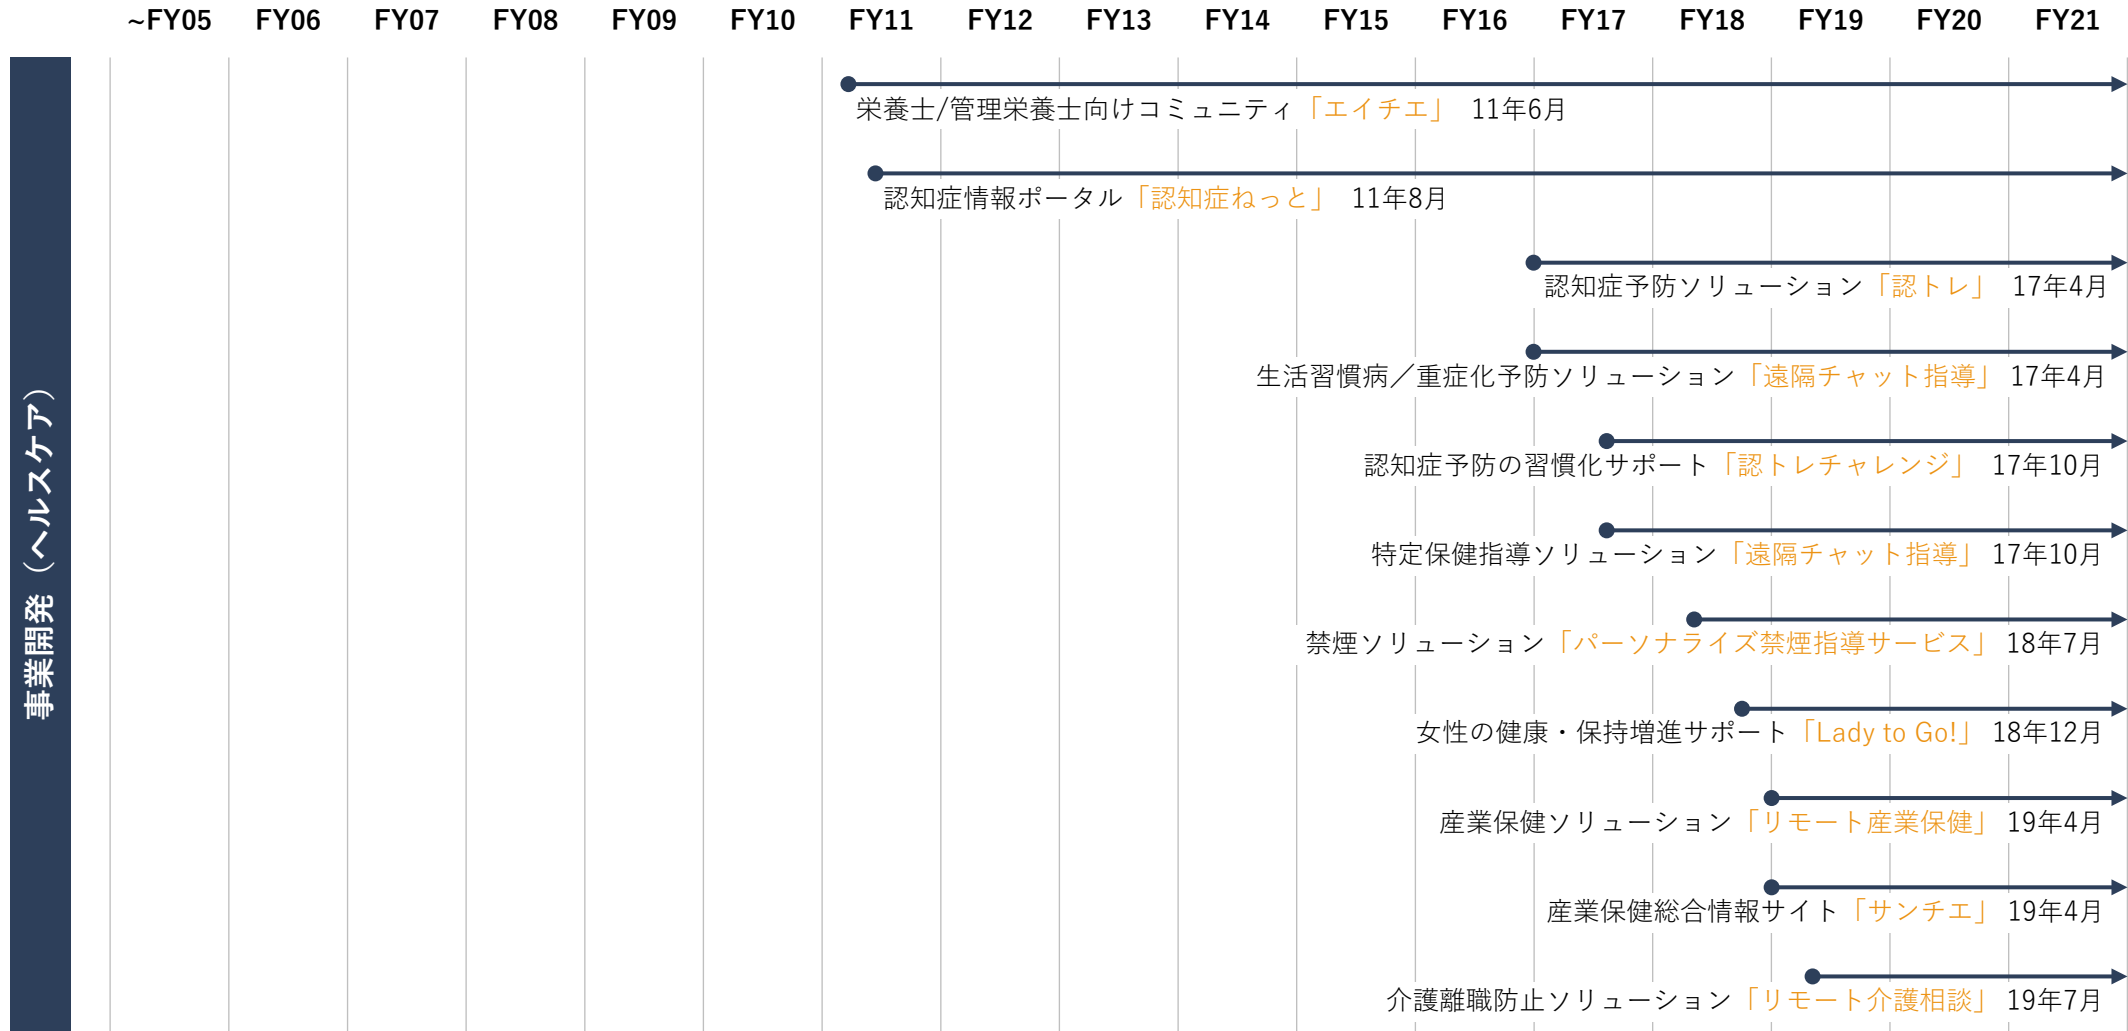 ~FY05 FY06 FY07 FY08 FY09 FY10 FY11 FY12 FY13 FY14 FY15 FY16 FY17 FY18 FY19 FY20 FY21
事業開発（ヘルスケア）
栄養士/管理栄養士向けコミュニティ「エイチエ」 11年6月
認知症情報ポータル「認知症ねっと」 11年8月
認知症予防ソリューション「認トレ」 17年4月
生活習慣病／重症化予防ソリューション「遠隔チャット指導」 17年4月
認知症予防の習慣化サポート「認トレチャレンジ」 17年10月
特定保健指導ソリューション「遠隔チャット指導」 17年10月
禁煙ソリューション「パーソナライズ禁煙指導サービス」 18年7月
女性の健康・保持増進サポート「Lady to Go!」 18年12月
産業保健ソリューション「リモート産業保健」 19年4月
産業保健総合情報サイト「サンチエ」 19年4月
介護離職防止ソリューション「リモート介護相談」 19年7月